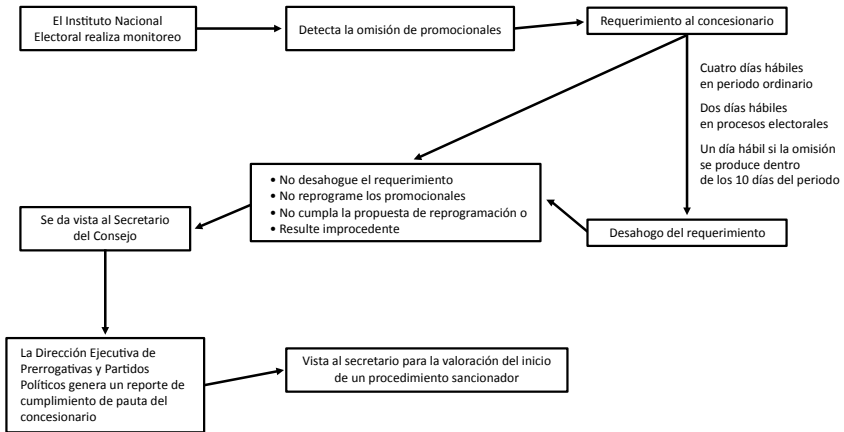 El Instituto Nacional
Electoral realiza monitoreo
Detecta la omisión de promocionales
Requerimiento al concesionario
Cuatro días hábiles
en periodo ordinario
Dos días hábiles
en procesos electorales
Un día hábil si la omisión
se produce dentro
de los 10 días del periodo
• No desahogue el requerimiento
• No reprograme los promocionales
• No cumpla la propuesta de reprogramación o
• Resulte improcedente
Se da vista al Secretario
del Consejo
Desahogo del requerimiento
La Dirección Ejecutiva de
Prerrogativas y Partidos
Políticos genera un reporte de
cumplimiento de pauta del
concesionario
Vista al secretario para la valoración del inicio
de un procedimiento sancionador